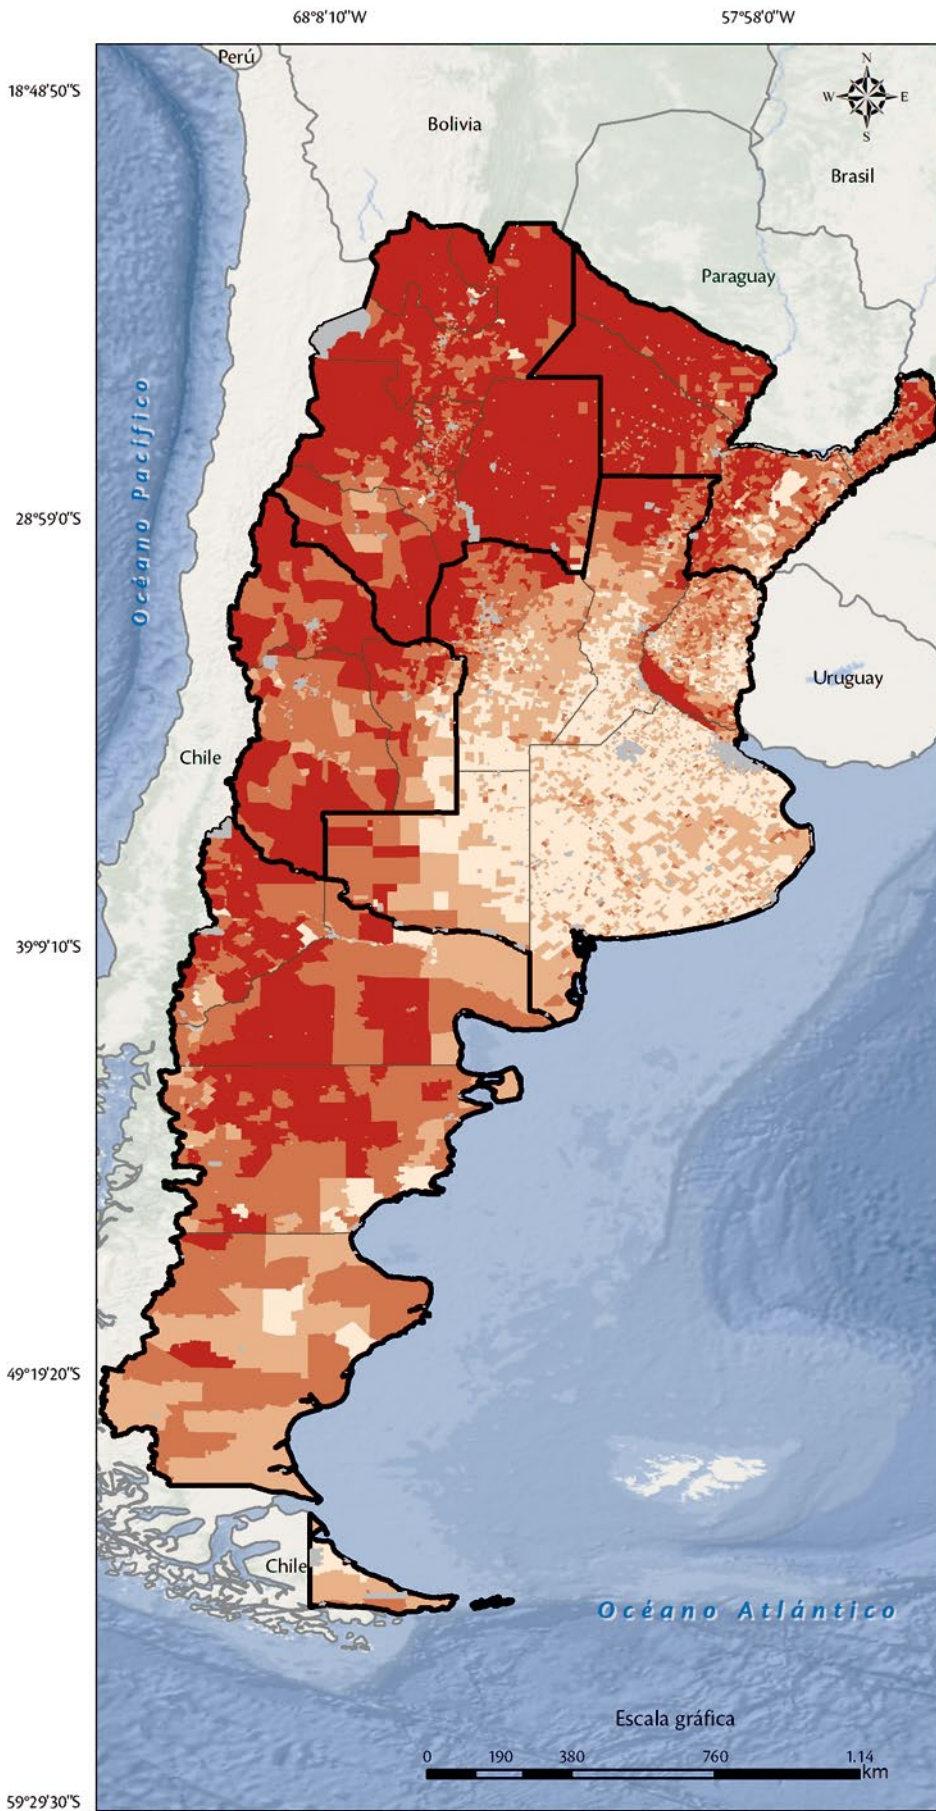 68°8'10"W
57°58'0"W
Perú
18°48'50"S
N
W
E
S
Bolivia
Brasil
Paraguay
Océano Pacífico
28°59'0"S
Uruguay
Chile
39°9'10"S
49°19'20"S
Chile
Océano Atlántico
Escala gráfica
0 190 380 760 1.14
km
59°29'30"S